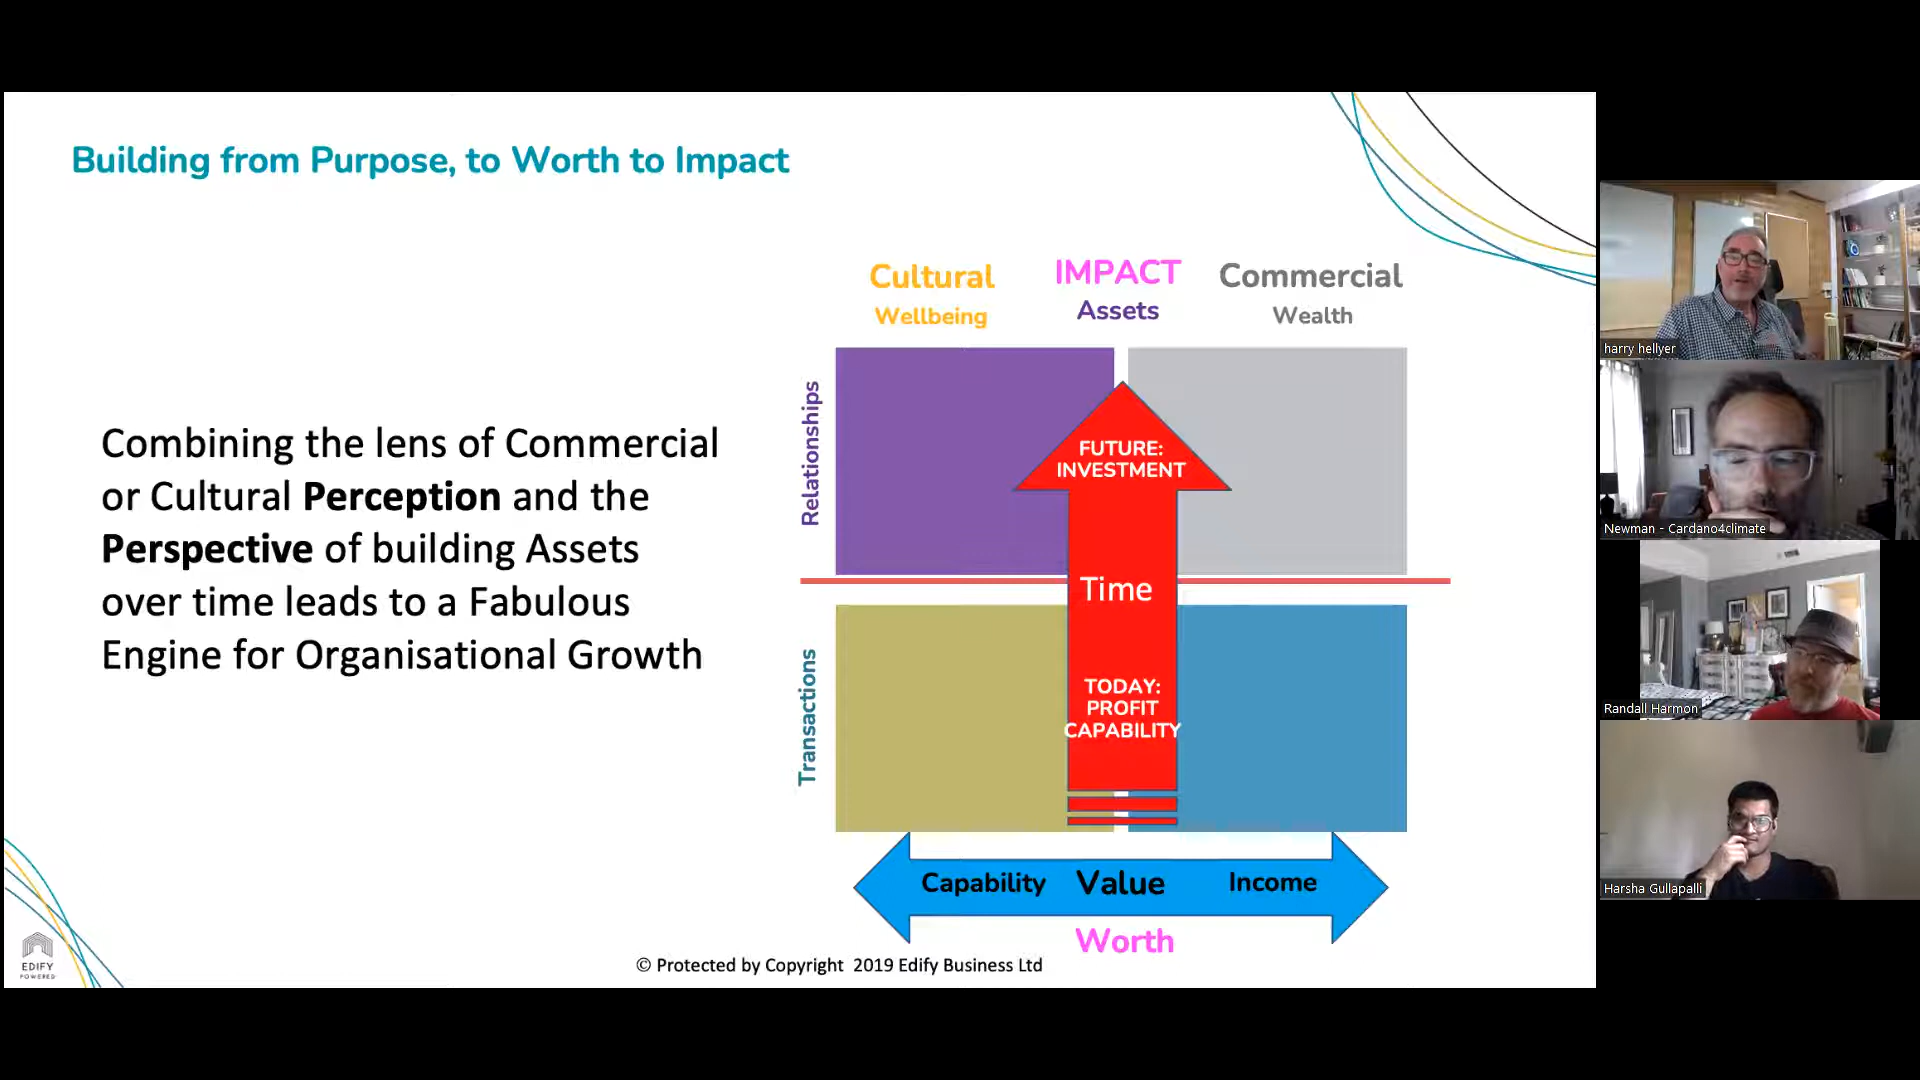 Building from Purpose, to Worth to Impact
Cultural
Wellbeing
IMPACT
Assets
Commercial
Wealth
Combining the lens of Commercial
or Cultural Perception and the
Perspective of building Assets
over time leads to a Fabulous
Engine for Organisational Growth
Relationships
Transactions
FUTURE:
INVESTMENT
Time
TODAY:
PROFIT
CAPABILITY
Capability Value Income
Worth
© Protected by Copyright 2019 Edify Business Ltd
EDIFY
POWERED
harry hellyer
Newman - Cardano4climate
Randall Harmon
Harsha Gullapalli